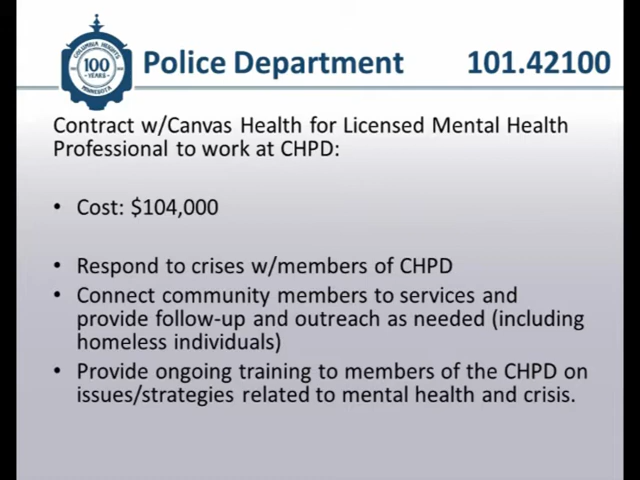 COLUMBIA HEIGHTS
100
YEARS
MINNESOTA
Police Department 101.42100
Contract w/Canvas Health for Licensed Mental Health
Professional to work at CHPD:
• Cost: $104,000
• Respond to crises w/members of CHPD
• Connect community members to services and
provide follow-up and outreach as needed (including
homeless individuals)
• Provide ongoing training to members of the CHPD on
issues/strategies related to mental health and crisis.